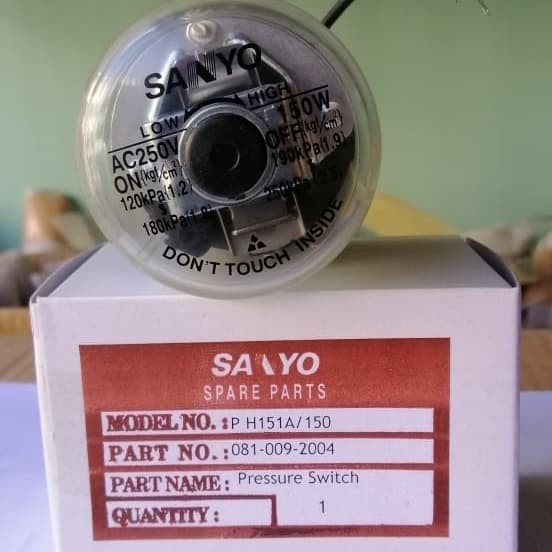 SANYO
LOW HIGH
AC250V 150W
ON(kgf/cm²) OFF(kgf/cm²)
120kPa(1.2) 190kPa(1.9)
180kPa(1.8)
DON'T TOUCH INSIDE
SANYO
SPARE PARTS
MODEL NO.: P H151A/150
PART NO.: 081-009-2004
PART NAME: Pressure Switch
QUANTITY: 1